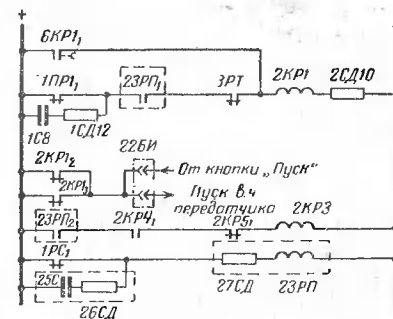 +
6КР1₁
1ПР1₁
23РП₁
3РТ
2КР1
2СД10
1С8
1СД12
2КР1₂
22БИ
От кнопки „Пуск"
2КР1₃
Пуск в.ч
передатчика
23РП₂
2КР4₁
2КР5₁
2КР3
1РС₁
25С
26СД
27СД
23РП